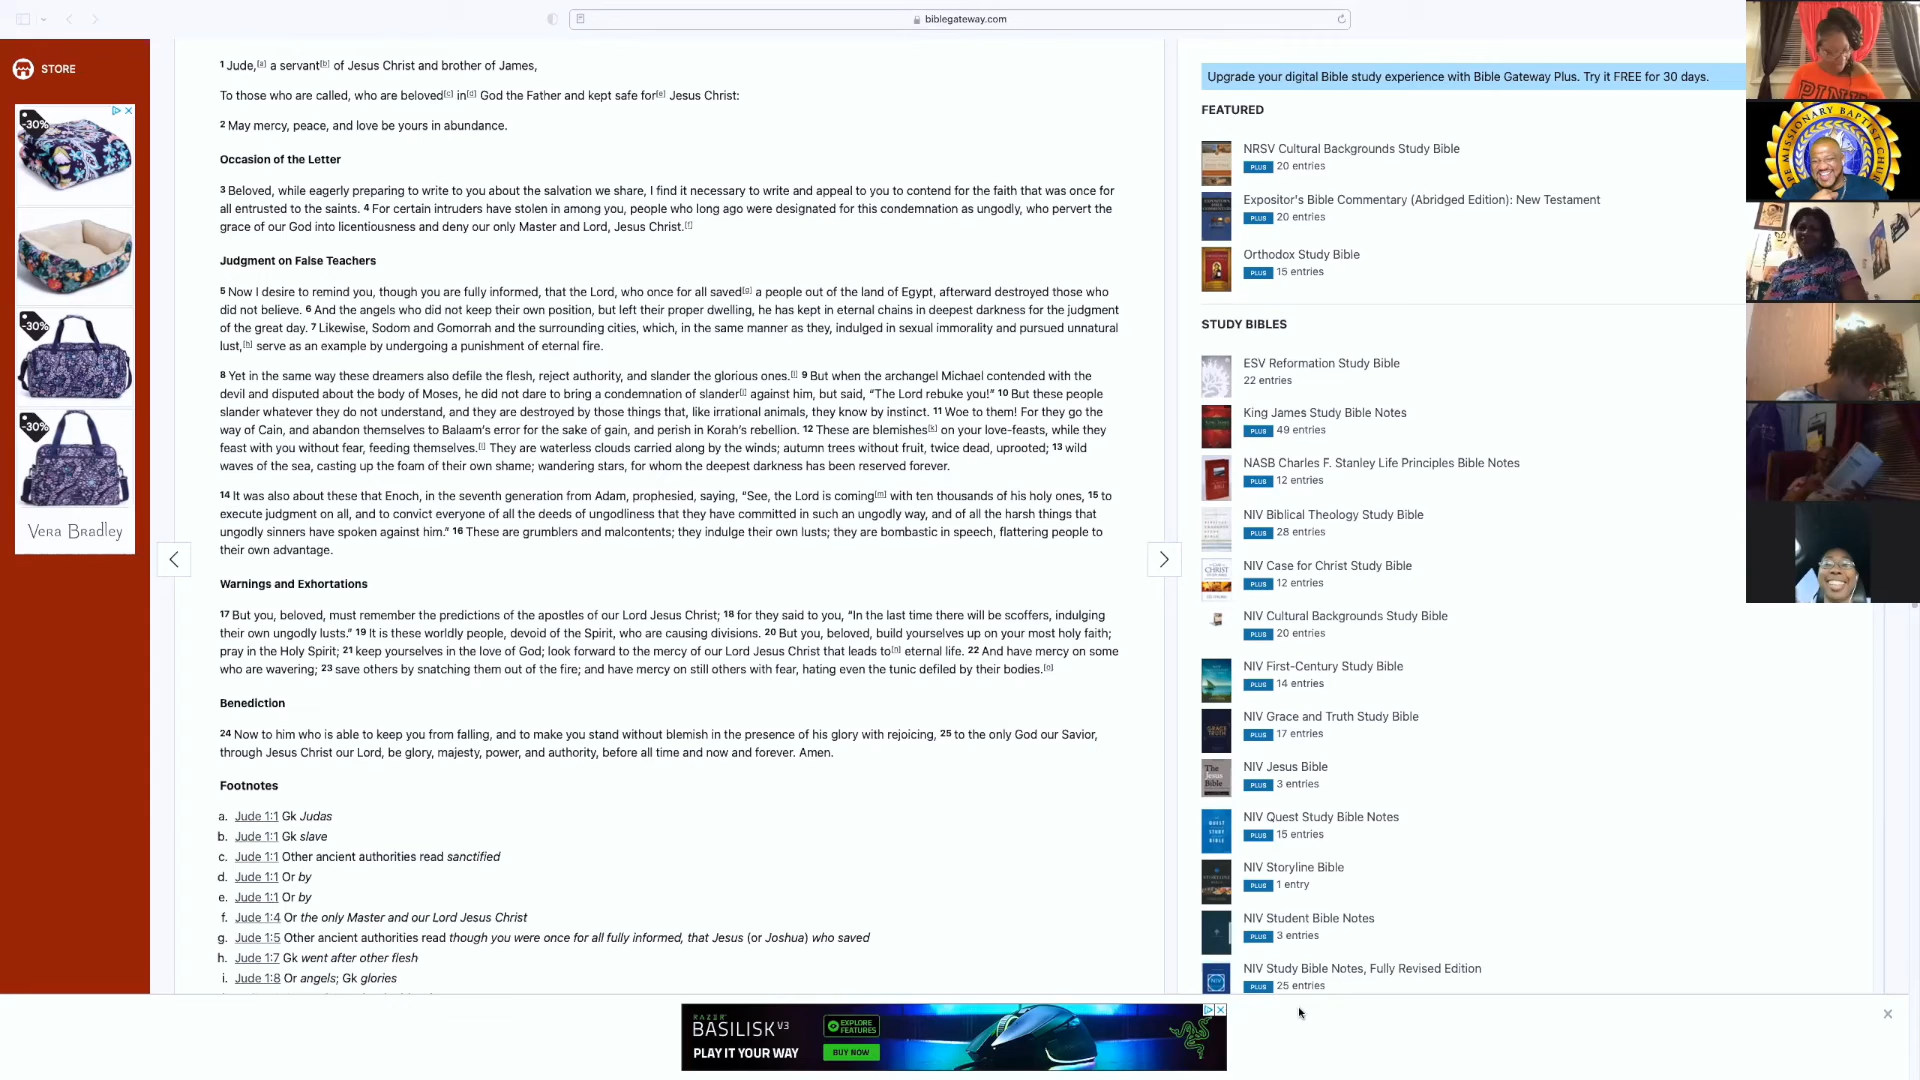 biblegateway.com
STORE
-30%
-30%
-30%
VERA BRADLEY
1 Jude,[a] a servant[b] of Jesus Christ and brother of James,
To those who are called, who are beloved[c] in[d] God the Father and kept safe for[e] Jesus Christ:
2 May mercy, peace, and love be yours in abundance.
Occasion of the Letter
3 Beloved, while eagerly preparing to write to you about the salvation we share, I find it necessary to write and appeal to you to contend for the faith that was once for
all entrusted to the saints. 4 For certain intruders have stolen in among you, people who long ago were designated for this condemnation as ungodly, who pervert the
grace of our God into licentiousness and deny our only Master and Lord, Jesus Christ.[f]
Judgment on False Teachers
5 Now I desire to remind you, though you are fully informed, that the Lord, who once for all saved[g] a people out of the land of Egypt, afterward destroyed those who
did not believe. 6 And the angels who did not keep their own position, but left their proper dwelling, he has kept in eternal chains in deepest darkness for the judgment
of the great day. 7 Likewise, Sodom and Gomorrah and the surrounding cities, which, in the same manner as they, indulged in sexual immorality and pursued unnatural
lust,[h] serve as an example by undergoing a punishment of eternal fire.
8 Yet in the same way these dreamers also defile the flesh, reject authority, and slander the glorious ones.[i] 9 But when the archangel Michael contended with the
devil and disputed about the body of Moses, he did not dare to bring a condemnation of slander[j] against him, but said, “The Lord rebuke you!” 10 But these people
slander whatever they do not understand, and they are destroyed by those things that, like irrational animals, they know by instinct. 11 Woe to them! For they go the
way of Cain, and abandon themselves to Balaam’s error for the sake of gain, and perish in Korah’s rebellion. 12 These are blemishes[k] on your love-feasts, while they
feast with you without fear, feeding themselves.[l] They are waterless clouds carried along by the winds; autumn trees without fruit, twice dead, uprooted; 13 wild
waves of the sea, casting up the foam of their own shame; wandering stars, for whom the deepest darkness has been reserved forever.
14 It was also about these that Enoch, in the seventh generation from Adam, prophesied, saying, “See, the Lord is coming[m] with ten thousands of his holy ones, 15 to
execute judgment on all, and to convict everyone of all the deeds of ungodliness that they have committed in such an ungodly way, and of all the harsh things that
ungodly sinners have spoken against him.” 16 These are grumblers and malcontents; they indulge their own lusts; they are bombastic in speech, flattering people to
their own advantage.
Warnings and Exhortations
17 But you, beloved, must remember the predictions of the apostles of our Lord Jesus Christ; 18 for they said to you, “In the last time there will be scoffers, indulging
their own ungodly lusts.” 19 It is these worldly people, devoid of the Spirit, who are causing divisions. 20 But you, beloved, build yourselves up on your most holy faith;
pray in the Holy Spirit; 21 keep yourselves in the love of God; look forward to the mercy of our Lord Jesus Christ that leads to[n] eternal life. 22 And have mercy on some
who are wavering; 23 save others by snatching them out of the fire; and have mercy on still others with fear, hating even the tunic defiled by their bodies.[o]
Benediction
24 Now to him who is able to keep you from falling, and to make you stand without blemish in the presence of his glory with rejoicing, 25 to the only God our Savior,
through Jesus Christ our Lord, be glory, majesty, power, and authority, before all time and now and forever. Amen.
Footnotes
a. Jude 1:1 Gk Judas
b. Jude 1:1 Gk slave
c. Jude 1:1 Other ancient authorities read sanctified
d. Jude 1:1 Or by
e. Jude 1:1 Or by
f. Jude 1:4 Or the only Master and our Lord Jesus Christ
g. Jude 1:5 Other ancient authorities read though you were once for all fully informed, that Jesus (or Joshua) who saved
h. Jude 1:7 Gk went after other flesh
i. Jude 1:8 Or angels; Gk glories
Upgrade your digital Bible study experience with Bible Gateway Plus. Try it FREE for 30 days.
FEATURED
NRSV Cultural Backgrounds Study Bible
PLUS 20 entries
Expositor's Bible Commentary (Abridged Edition): New Testament
PLUS 20 entries
Orthodox Study Bible
PLUS 15 entries
STUDY BIBLES
ESV Reformation Study Bible
22 entries
King James Study Bible Notes
PLUS 49 entries
NASB Charles F. Stanley Life Principles Bible Notes
PLUS 12 entries
NIV Biblical Theology Study Bible
PLUS 28 entries
NIV Case for Christ Study Bible
PLUS 12 entries
NIV Cultural Backgrounds Study Bible
PLUS 20 entries
NIV First-Century Study Bible
PLUS 14 entries
NIV Grace and Truth Study Bible
PLUS 17 entries
NIV Jesus Bible
PLUS 3 entries
The Jesus Bible
NIV Quest Study Bible Notes
PLUS 15 entries
NIV Storyline Bible
PLUS 1 entry
NIV Student Bible Notes
PLUS 3 entries
NIV Study Bible Notes, Fully Revised Edition
PLUS 25 entries
PINK
MISSIONARY BAPTIST CHURCH
RAZER
BASILISK V3
PLAY IT YOUR WAY
EXPLORE FEATURES
BUY NOW